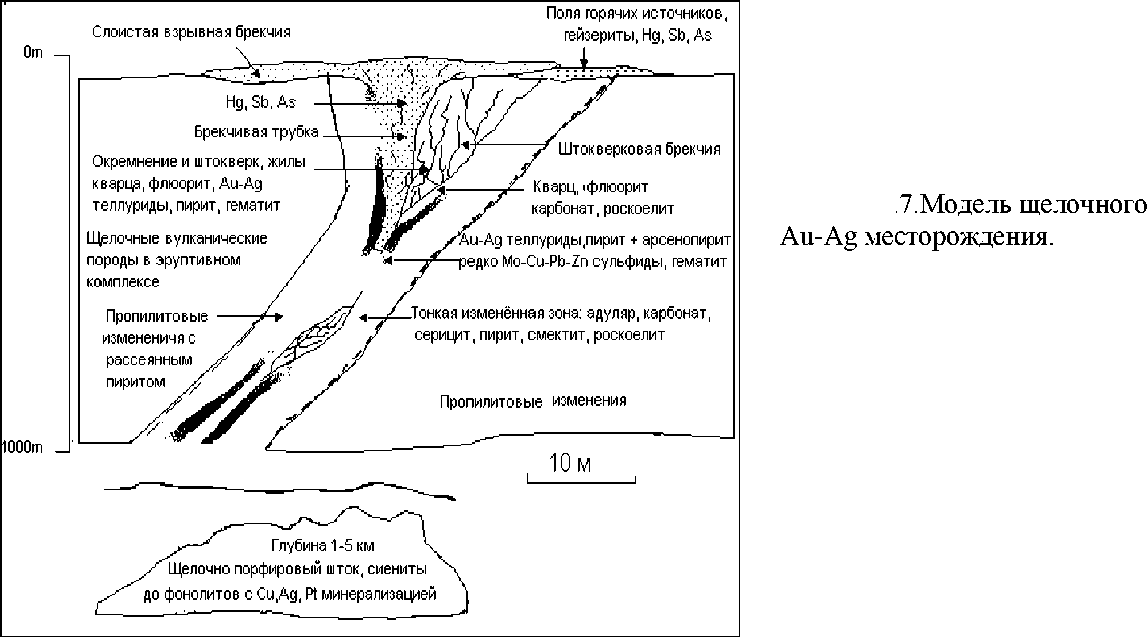 Поля горячих источников,
гейзериты, Hg, Sb, As
Слоистая взрывная брекчия
0m
Hg, Sb, As
Брекчивая трубка
Штокверковая брекчия
Окремнение и штокверк, жилы
кварца, флюорит, Au-Ag
теллуриды, пирит, гематит
Кварц, флюорит
карбонат, роскоелит
.7.Модель щелочного
Au-Ag месторождения.
Щелочные вулканические
породы в эруптивном
комплексе
Au-Ag теллуриды,пирит + арсенопирит
редко Mo-Cu-Pb-Zn сульфиды, гематит
Пропилитовые
измененичя с
рассеянным
пиритом
Тонкая изменённая зона: адуляр, карбонат,
серицит, пирит, смектит, роскоелит
Пропилитовые изменения
1000m
10 м
Глубина 1-5 км
Щелочно порфировый шток, сиениты
до фонолитов с Cu,Ag, Pt минерализацией